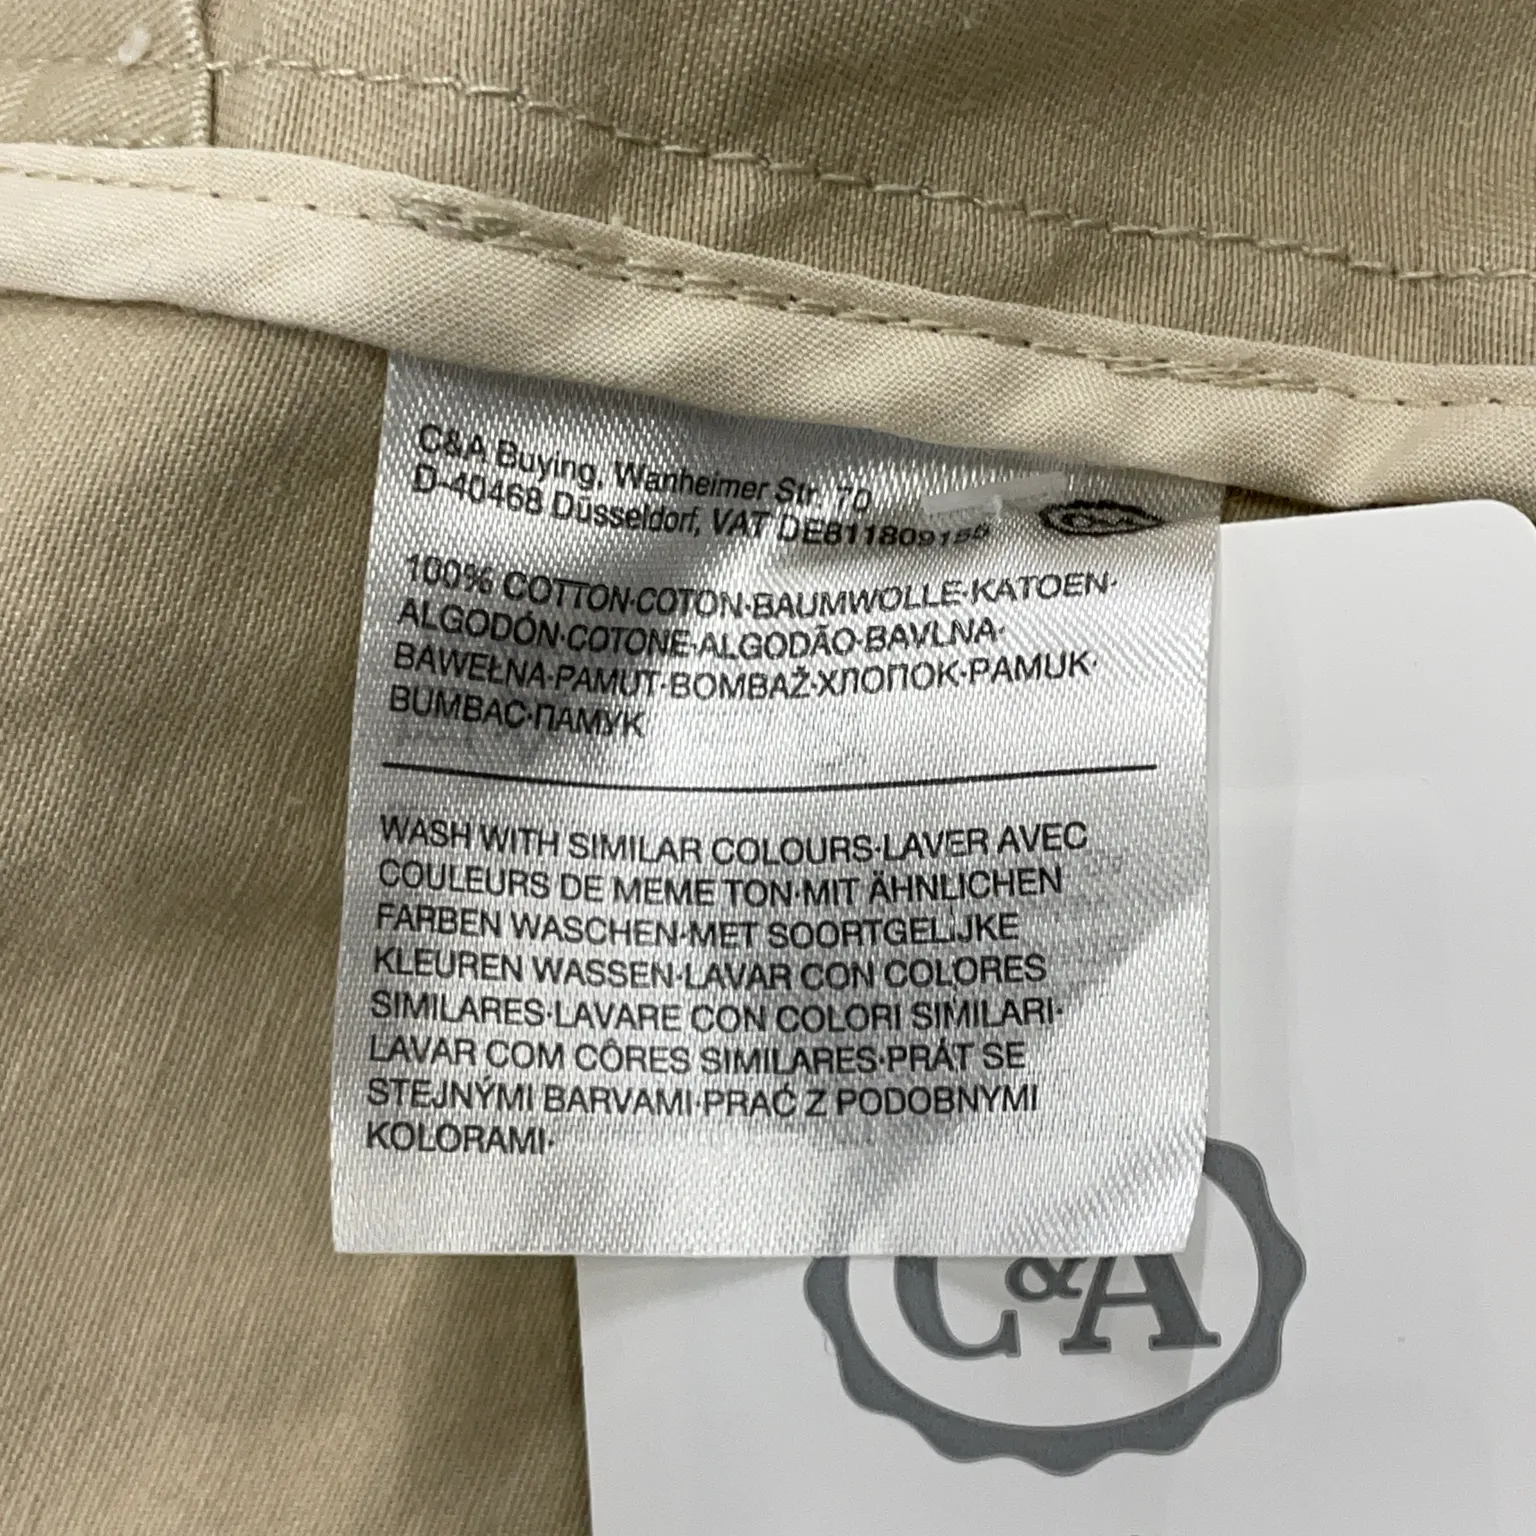 C&A Buying, Wanheimer Str. 70
D-40468 Düsseldorf, VAT DE811809155
C&A
100% COTTON·COTON·BAUMWOLLE·KATOEN·
ALGODÓN·COTONE·ALGODÃO·BAVLNA·
BAWEŁNA·PAMUT·BOMBAŽ·ХЛОПОК·PAMUK·
BUMBAC·ПАМУК
WASH WITH SIMILAR COLOURS·LAVER AVEC
COULEURS DE MEME TON·MIT ÄHNLICHEN
FARBEN WASCHEN·MET SOORTGELIJKE
KLEUREN WASSEN·LAVAR CON COLORES
SIMILARES·LAVARE CON COLORI SIMILARI·
LAVAR COM CÔRES SIMILARES·PRÁT SE
STEJNÝMI BARVAMI·PRAĆ Z PODOBNYMI
KOLORAMI·
C&A